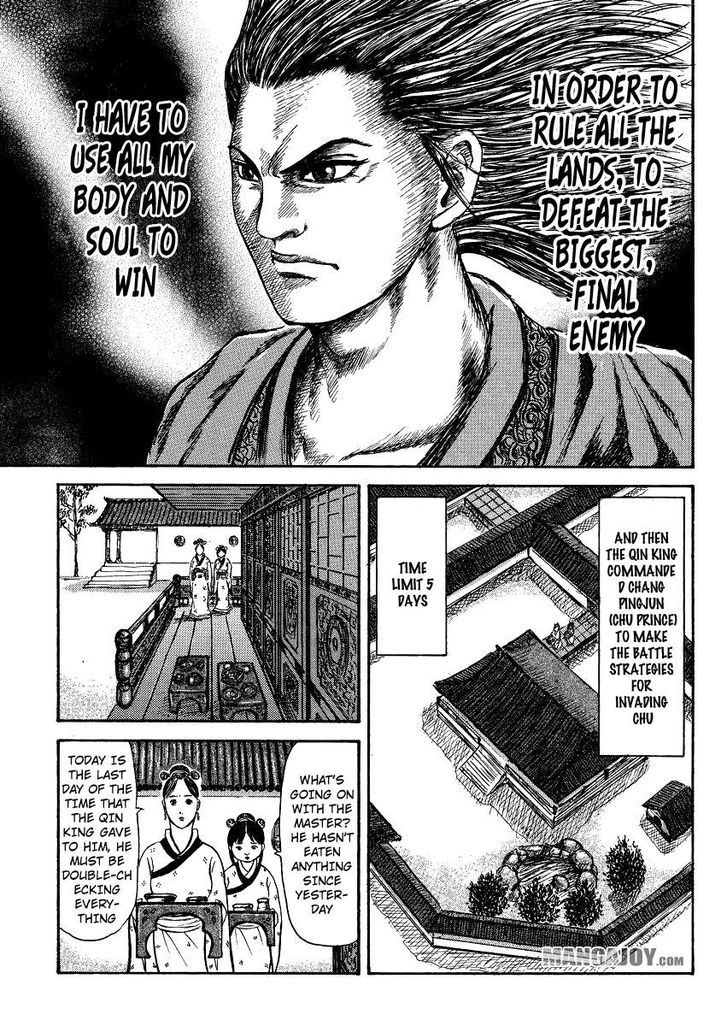 IN ORDER TO
RULE ALL THE
LANDS, TO
DEFEAT THE
BIGGEST,
FINAL
ENEMY
I HAVE TO
USE ALL MY
BODY AND
SOUL TO
WIN
AND THEN
THE QIN KING
COMMANDE
D CHANG
PINGJUN
(CHU PRINCE)
TO MAKE
THE BATTLE
STRATEGIES
FOR
INVADING
CHU
TIME
LIMIT 5
DAYS
WHAT'S
GOING ON
WITH THE
MASTER?
HE HASN'T
EATEN
ANYTHING
SINCE
YESTER-
DAY
TODAY IS
THE LAST
DAY OF THE
TIME THAT
THE QIN
KING GAVE
TO HIM, HE
MUST BE
DOUBLE-CH
ECKING
EVERY-
THING
MANGAJOY.COM